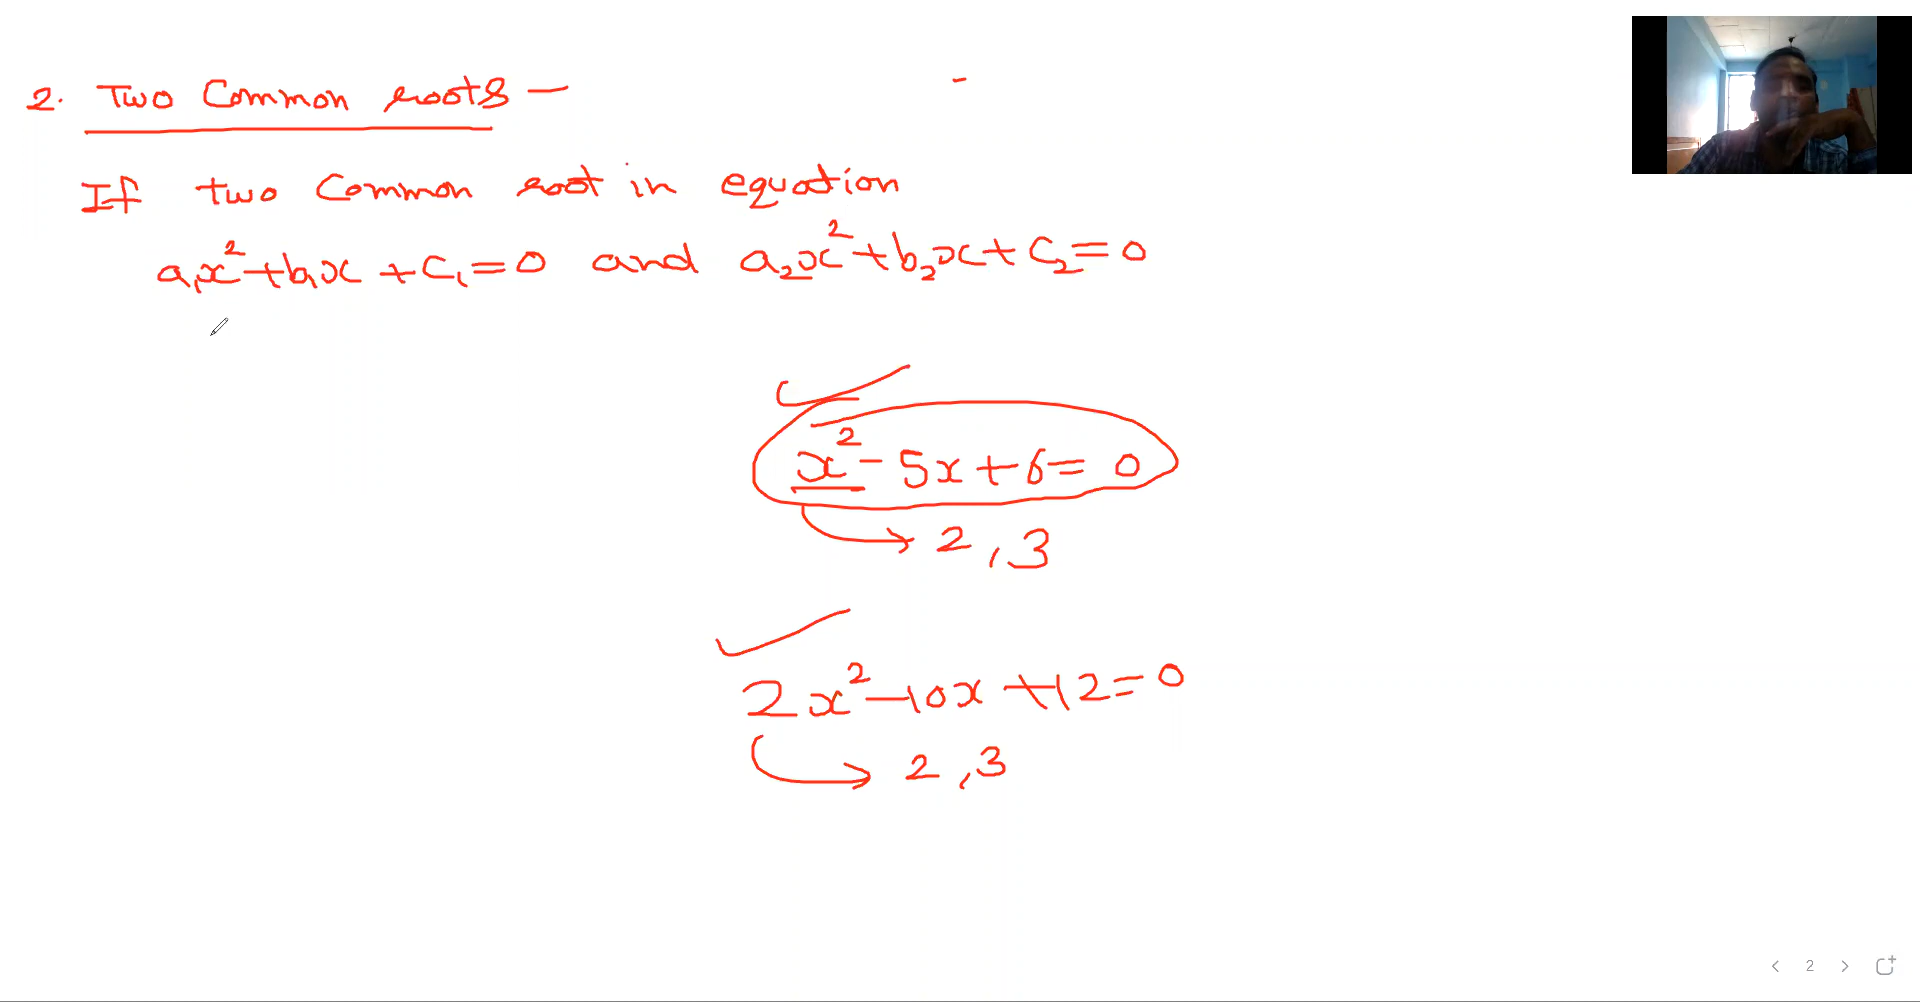 2. Two Common roots —
If two Common root in equation
a₁x²+b₁x+C₁=0 and a₂x²+b₂x+C₂=0
x²-5x+6=0
2,3
2x²-10x+12=0
2,3
2